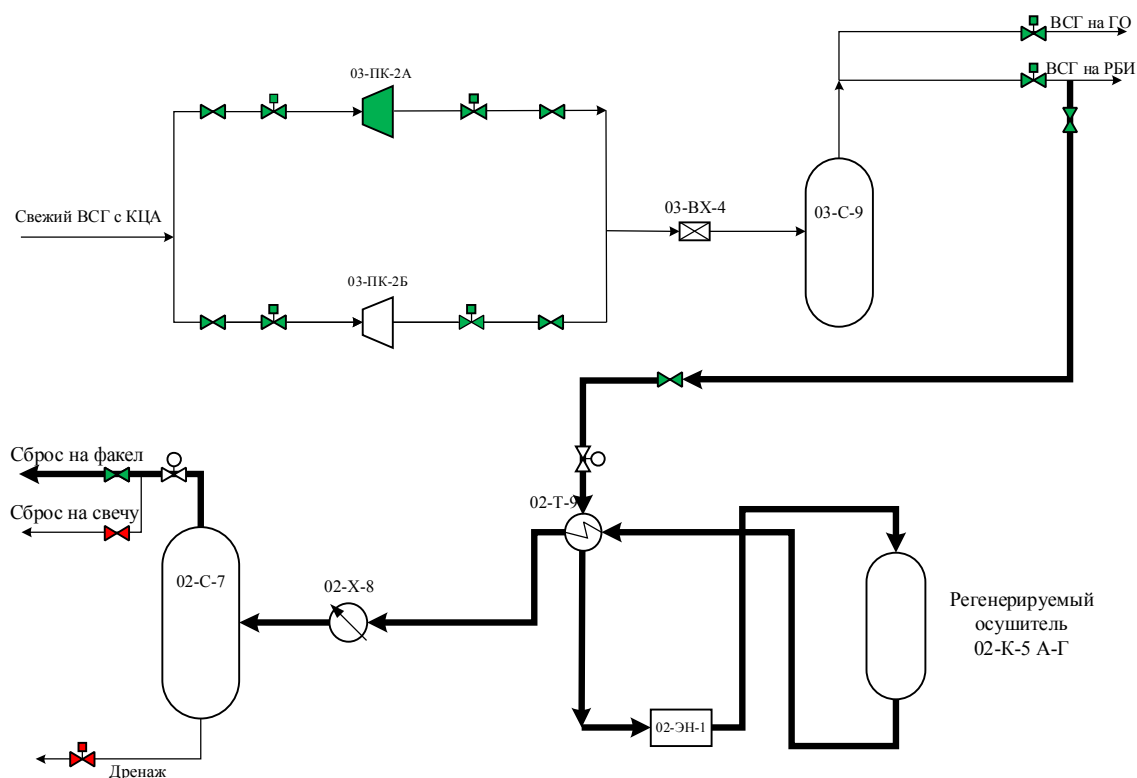 ВСГ на ГО
ВСГ на РБИ
03-ПК-2А
Свежий ВСГ с КЦА
03-ВХ-4
03-С-9
03-ПК-2Б
Сброс на факел
Сброс на свечу
02-Т-9
02-С-7
02-Х-8
Регенерируемый
осушитель
02-К-5 А-Г
02-ЭН-1
Дренаж